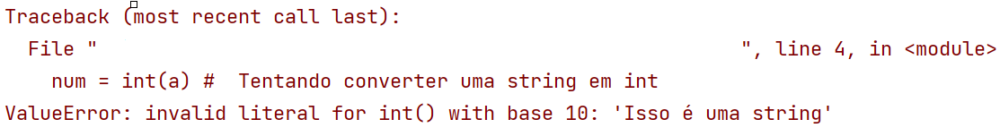 Traceback (most recent call last):
File " ", line 4, in <module>
num = int(a) #  Tentando converter uma string em int
ValueError: invalid literal for int() with base 10: 'Isso é uma string'